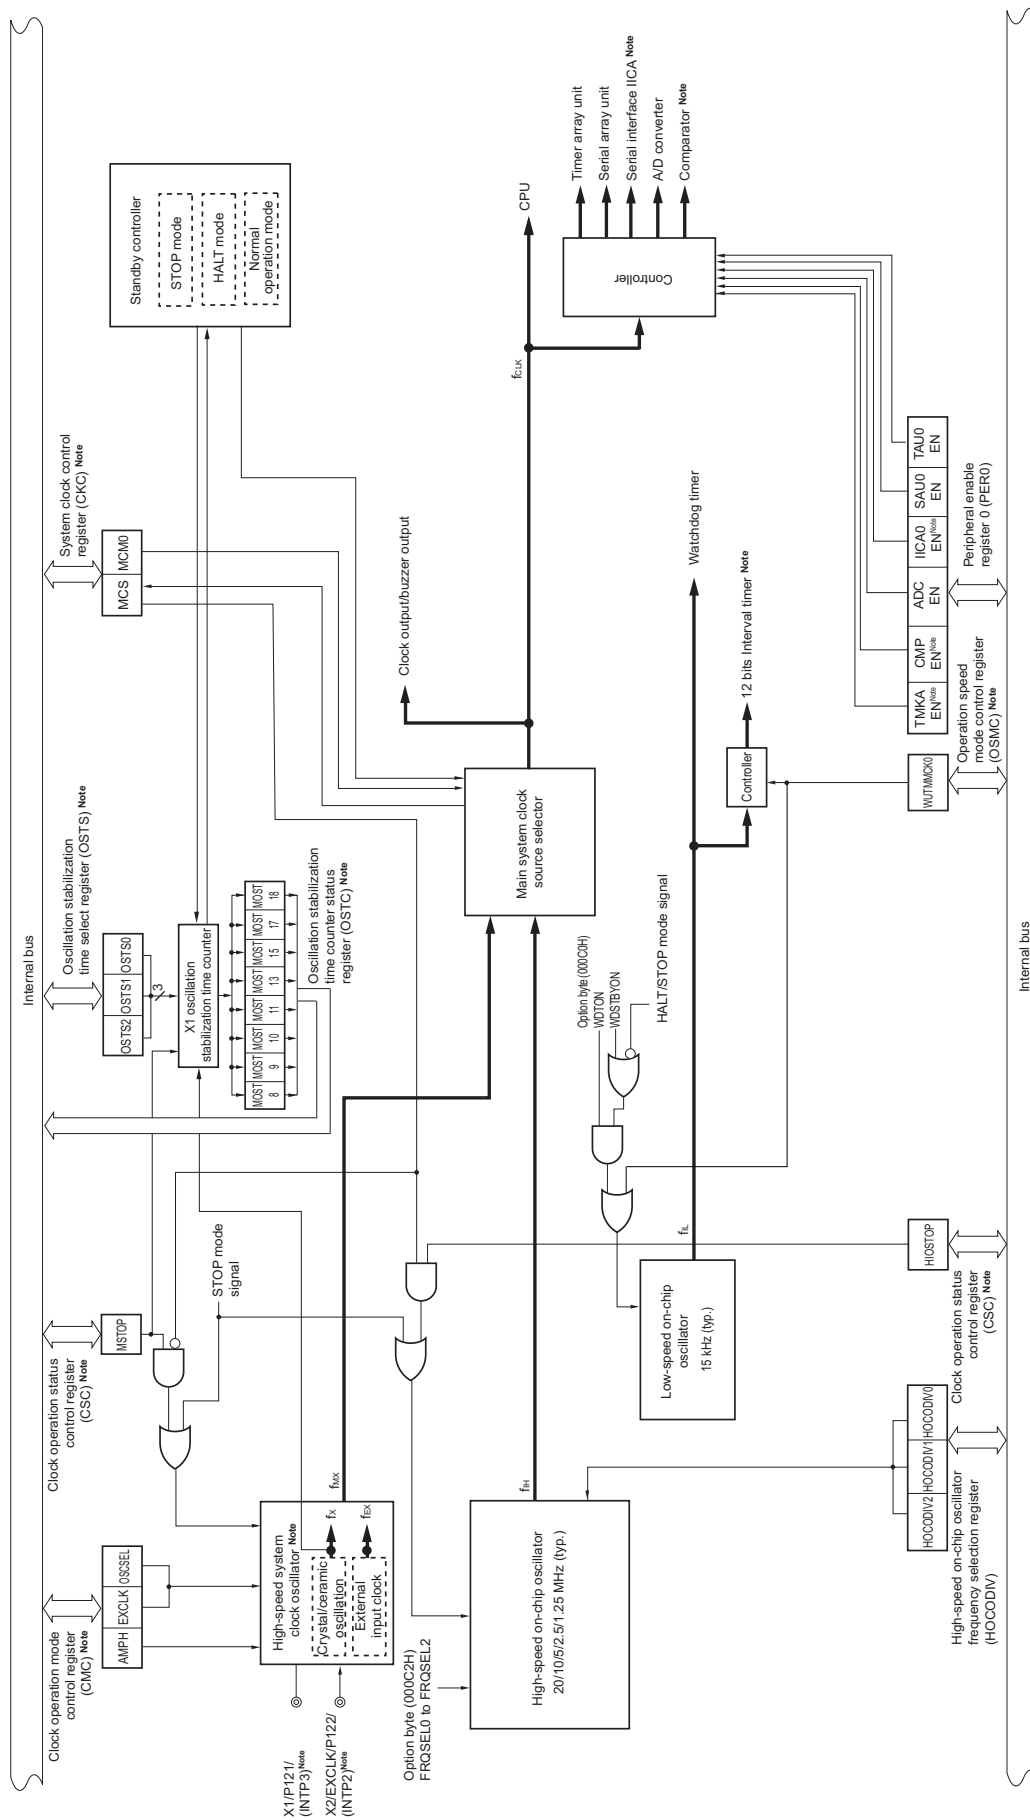 Internal bus
Clock operation mode
control register
(CMC) Note
AMPH
EXCLK
OSCSEL
Clock operation status
control register
(CSC) Note
MSTOP
Oscillation stabilization
time select register (OSTS) Note
OSTS2
OSTS1
OSTS0
3
System clock control
register (CKC) Note
MCS
MCM0
Standby controller
STOP mode
HALT mode
Normal
operation mode
X1 oscillation
stabilization time counter
MOST
8
MOST
9
MOST
10
MOST
11
MOST
13
MOST
15
MOST
17
MOST
18
Oscillation stabilization
time counter status
register (OSTC) Note
STOP mode
signal
High-speed system
clock oscillator Note
Crystal/ceramic
oscillation
External
input clock
fX
fEX
fMX
X1/P121/
(INTP3)Note
X2/EXCLK/P122/
(INTP2)Note
Option byte (000C2H)
FRQSEL0 to FRQSEL2
High-speed on-chip oscillator
20/10/5/2.5/1.25 MHz (typ.)
fIH
Main system clock
source selector
Clock output/buzzer output
fCLK
CPU
Controller
Timer array unit
Serial array unit
Serial interface IICA Note
A/D converter
Comparator Note
Option byte (000C0H)
WDTON
WDSTBYON
HALT/STOP mode signal
Low-speed on-chip
oscillator
15 kHz (typ.)
fIL
Watchdog timer
Controller
12 bits Interval timer Note
HOCODIV2
HOCODIV1
HOCODIV0
High-speed on-chip oscillator
frequency selection register
(HOCODIV)
HIOSTOP
Clock operation status
control register
(CSC) Note
WUTMMCK0
Operation speed
mode control register
(OSMC) Note
TMKA
ENNote
CMP
ENNote
ADC
EN
IICA0
ENNote
SAU0
EN
TAU0
EN
Peripheral enable
register 0 (PER0)
Internal bus